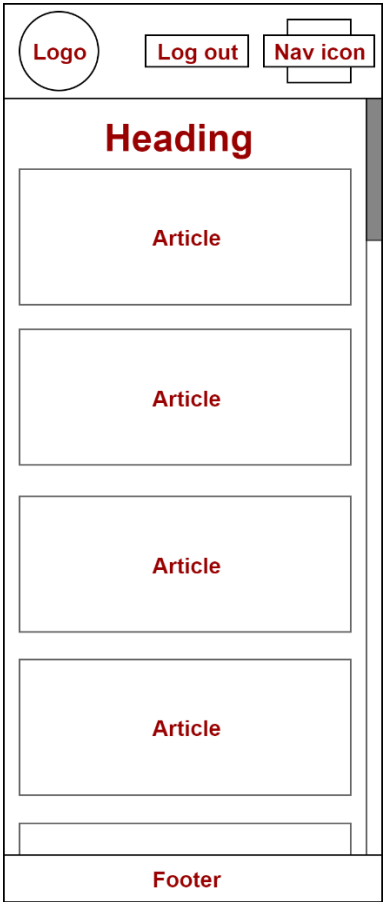 Logo
Log out
Nav icon
Heading
Article
Article
Article
Article
Footer